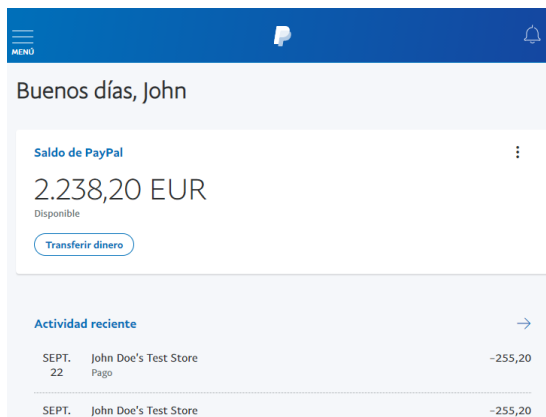 MENÚ
Buenos días, John
Saldo de PayPal
2.238,20 EUR
Disponible
Transferir dinero
Actividad reciente
SEPT. John Doe's Test Store -255,20
22 Pago
SEPT. John Doe's Test Store -255,20